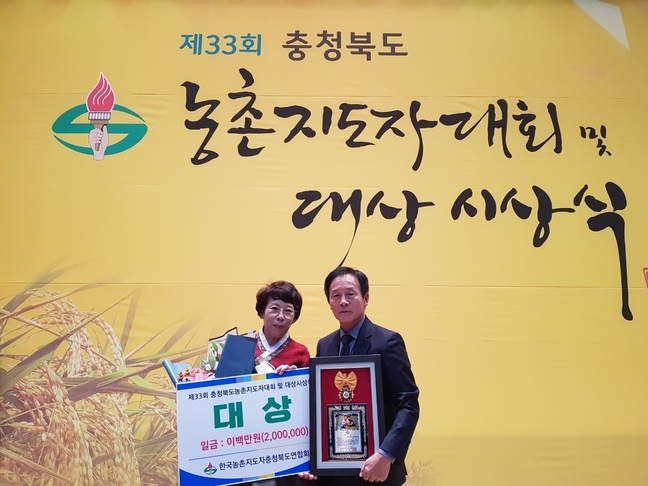 제33회 충청북도
농촌지도자대회 및
대상 시상식
제33회 충청북도농촌지도자대회 및 대상시상
대 상
일금 : 이백만원(2,000,000)
한국농촌지도자충청북도연합회